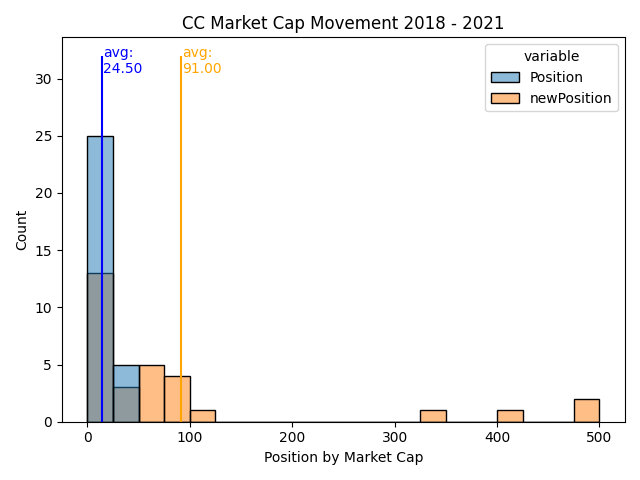 CC Market Cap Movement 2018 - 2021
avg:
24.50
avg:
91.00
variable
Position
newPosition
Count
30
25
20
15
10
5
0
0 100 200 300 400 500
Position by Market Cap